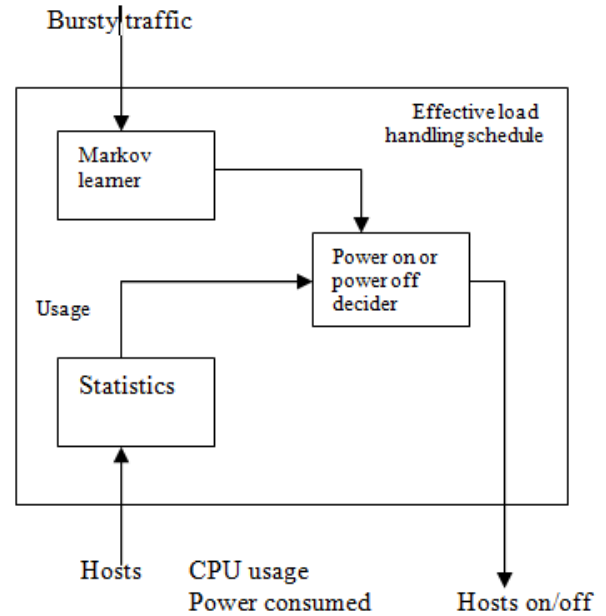 Bursty traffic
Effective load
handling schedule
Markov
learner
Power on or
power off
decider
Usage
Statistics
Hosts
CPU usage
Power consumed
Hosts on/off